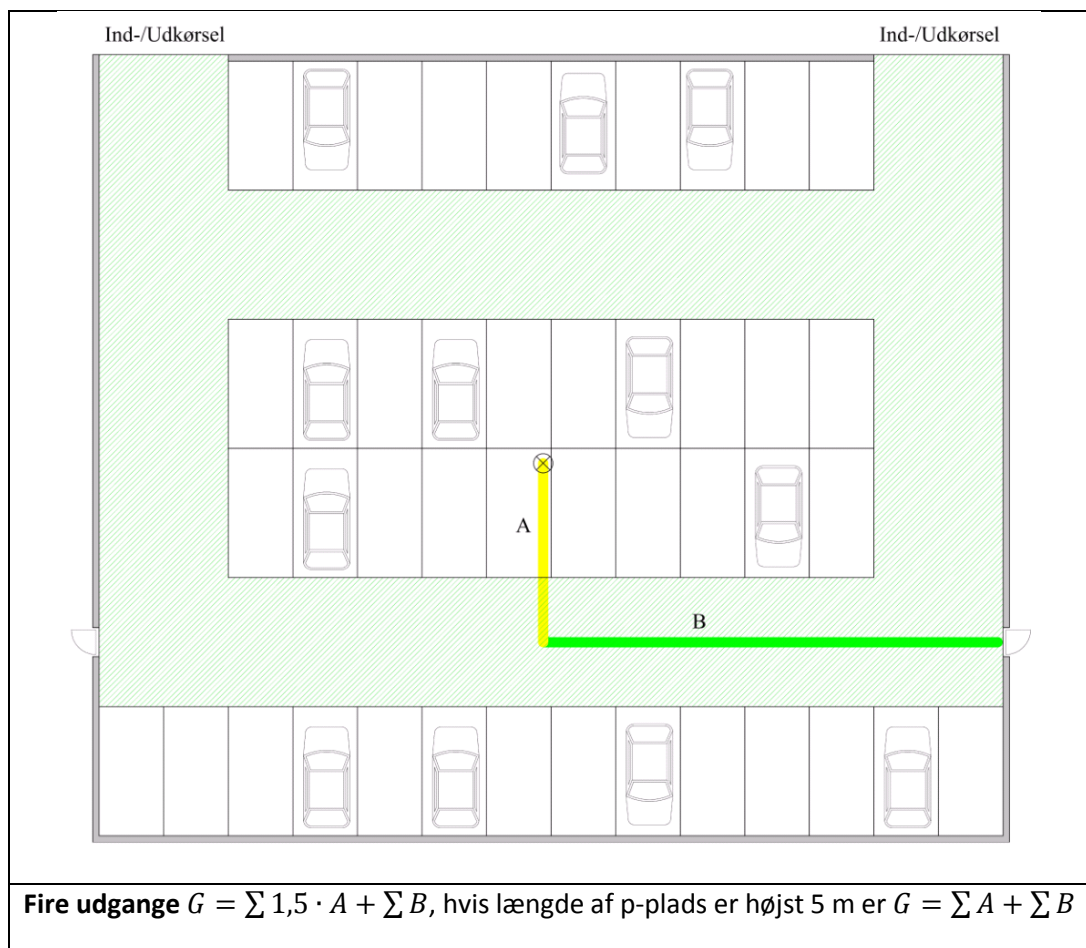 Ind-/Udkørsel Ind-/Udkørsel
A
B
Fire udgange G = ∑ 1,5 · A + ∑ B, hvis længde af p-plads er højst 5 m er G = ∑ A + ∑ B